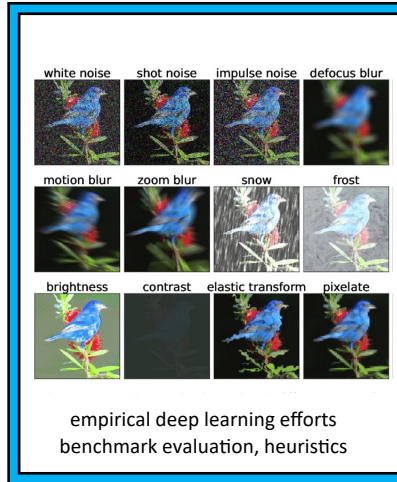 white noise shot noise impulse noise defocus blur
motion blur zoom blur snow frost
brightness contrast elastic transform pixelate
empirical deep learning efforts
benchmark evaluation, heuristics